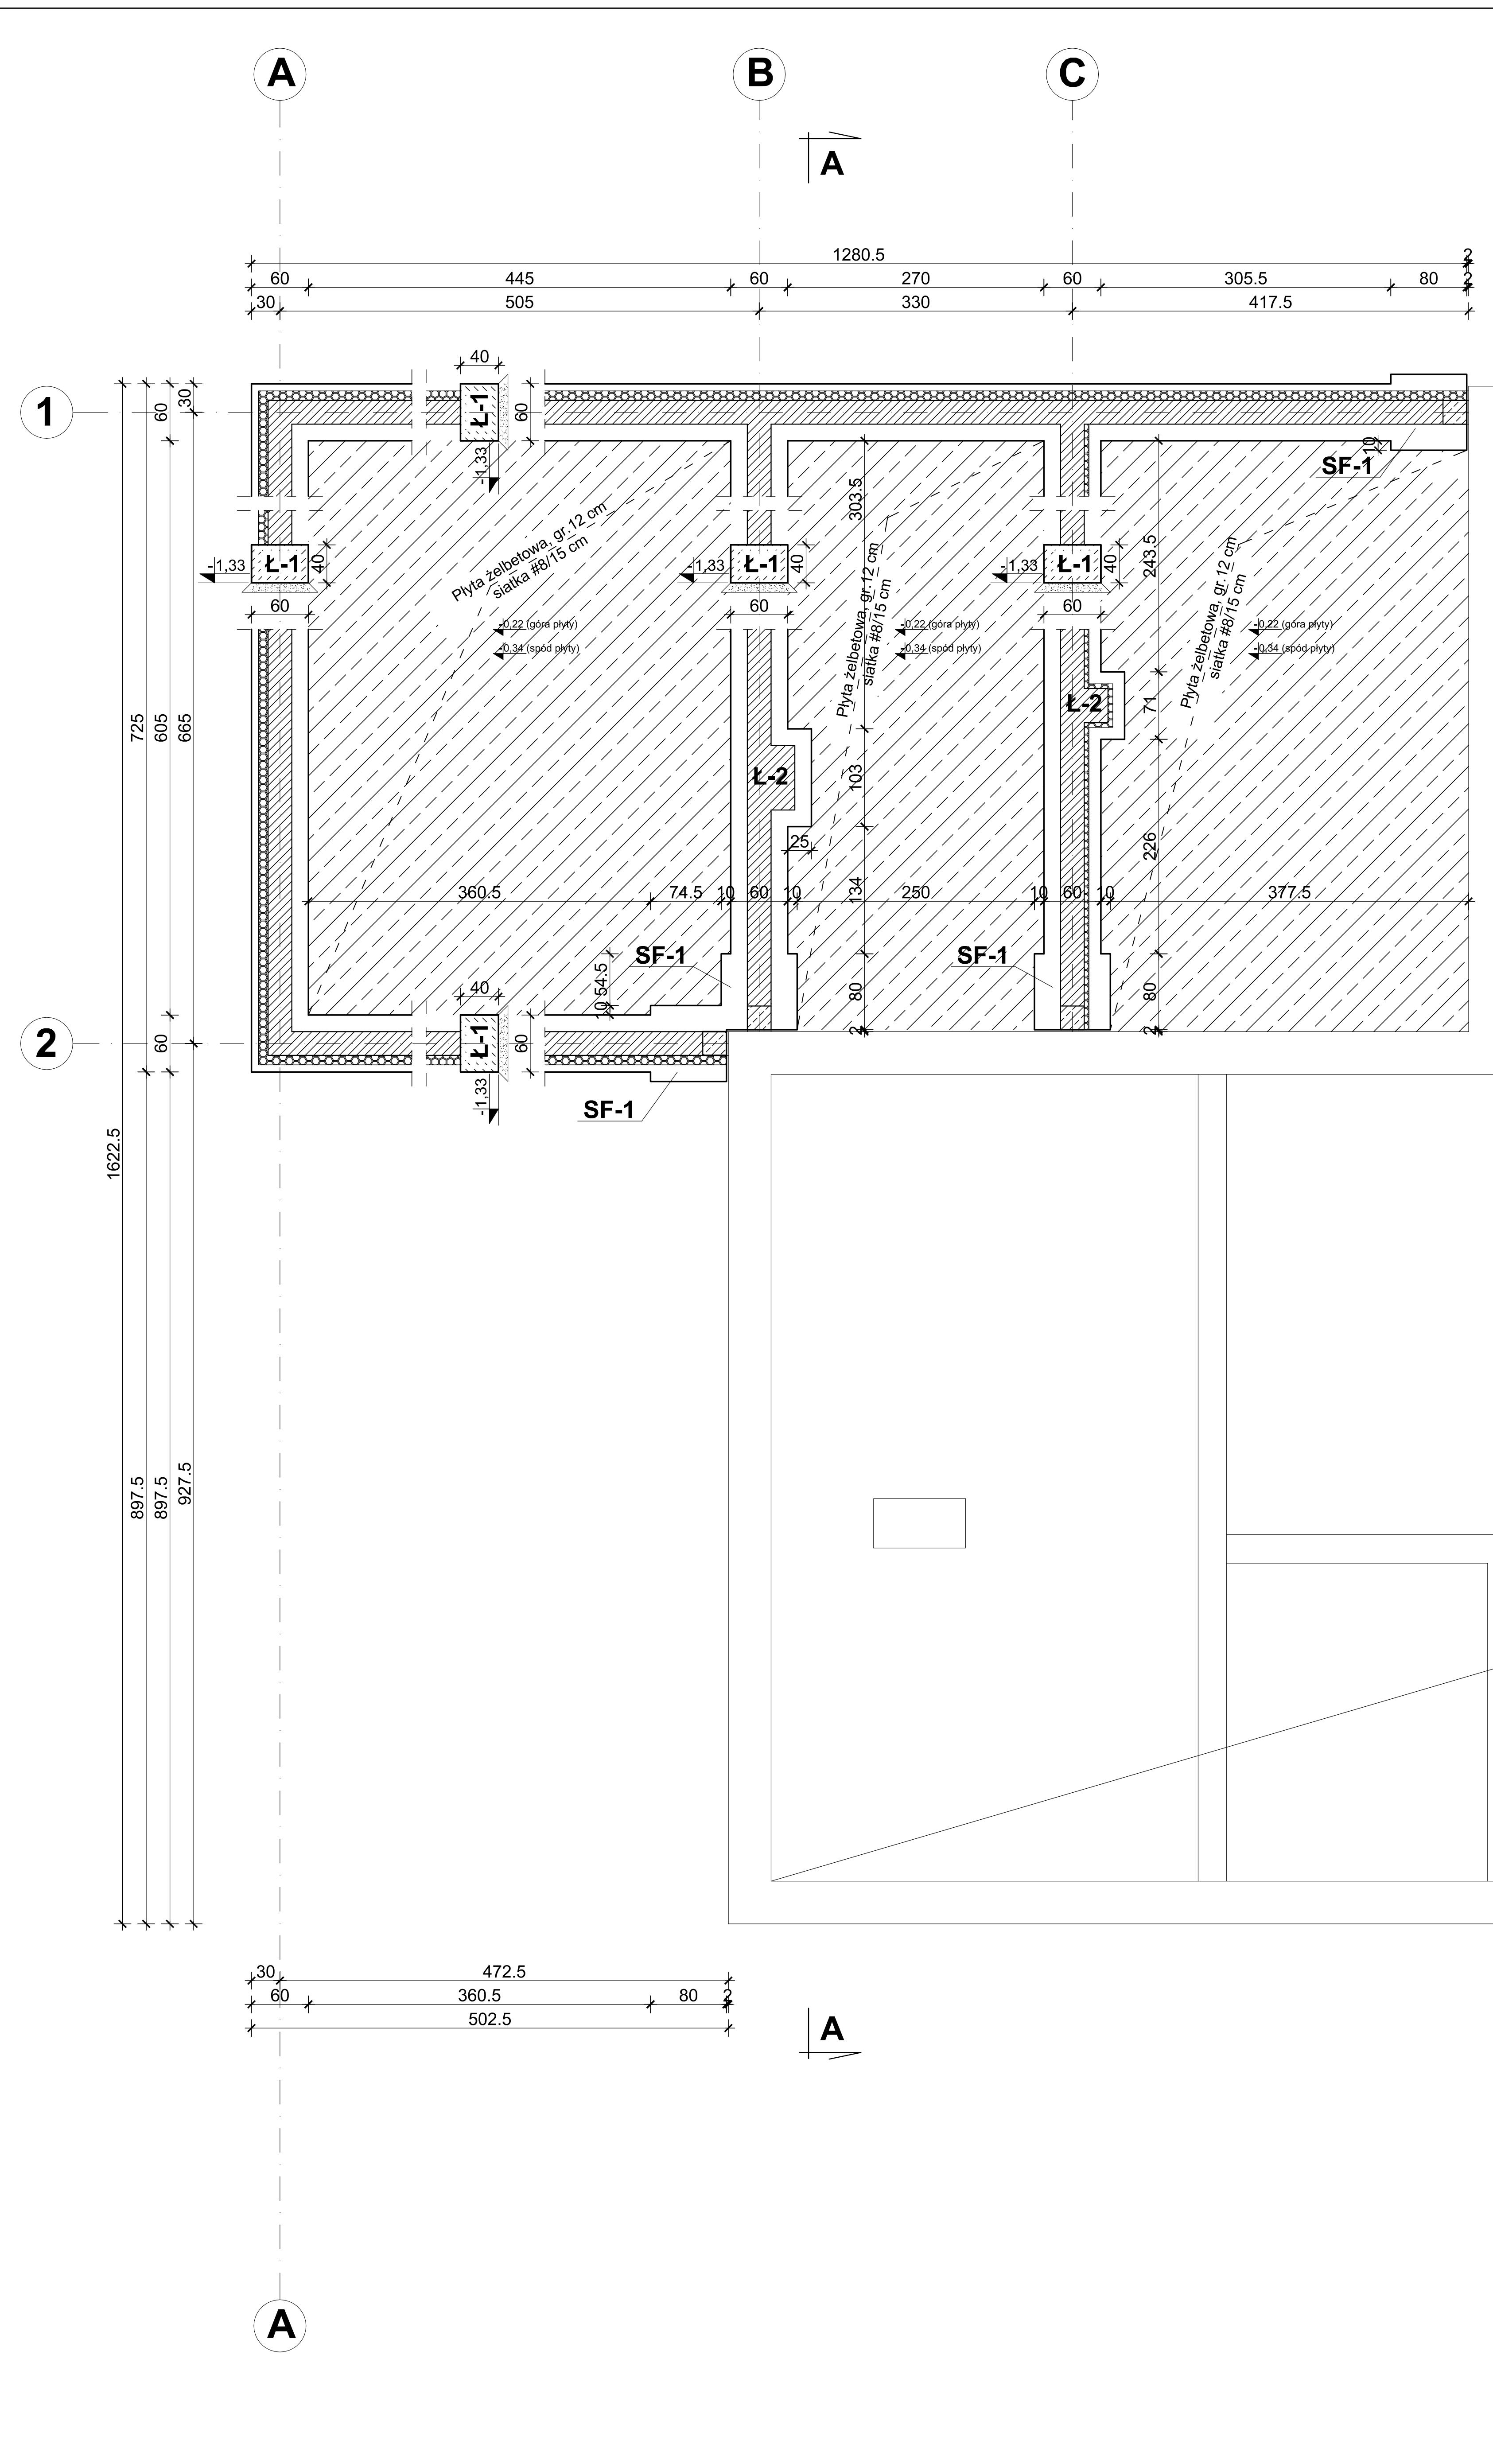 A
B
C
A
1280.5
2
60
445
60
270
60
305.5
80
2
30
505
330
417.5
40
1
30
60
Ł-1
60
10
SF-1
-1,33
303.5
243.5
Płyta żelbetowa, gr.12 cm
siatka #8/15 cm
Płyta żelbetowa, gr.12 cm
siatka #8/15 cm
Płyta żelbetowa, gr.12 cm
siatka #8/15 cm
-1,33
Ł-1
40
-1,33
Ł-1
40
-1,33
Ł-1
40
60
60
60
-0,22 (góra płyty)
-0,34 (spód płyty)
-0,22 (góra płyty)
-0,34 (spód płyty)
-0,22 (góra płyty)
-0,34 (spód płyty)
725
605
665
Ł-2
71
Ł-2
103
25
226
134
360.5
74.5
10
60
10
250
10
60
10
377.5
SF-1
SF-1
54.5
10
80
80
40
2
2
2
60
Ł-1
60
-1,33
SF-1
1622.5
897.5
897.5
927.5
30
472.5
60
360.5
80
2
502.5
A
A